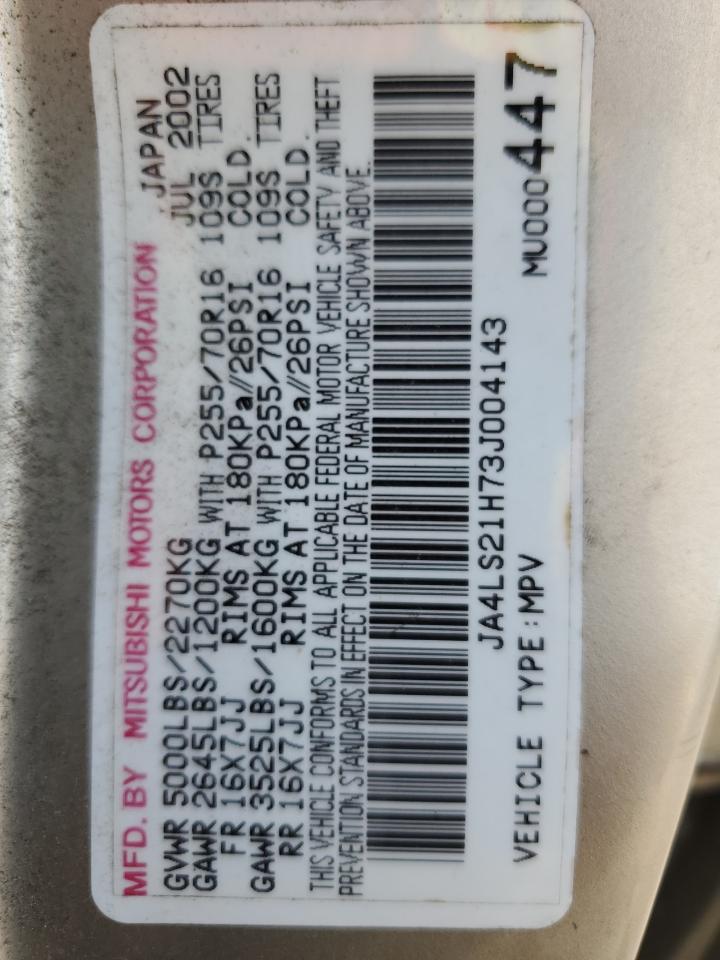 MFD. BY MITSUBISHI MOTORS CORPORATION JAPAN
GVWR 5000LBS/2270KG JUL 2002
GAWR 2645LBS/1200KG WITH P255/70R16 109S TIRES
FR 16X7JJ RIMS AT 180KPa//26PSI COLD.
GAWR 3525LBS/1600KG WITH P255/70R16 109S TIRES
RR 16X7JJ RIMS AT 180KPa//26PSI COLD.
THIS VEHICLE CONFORMS TO ALL APPLICABLE FEDERAL MOTOR VEHICLE SAFETY AND THEFT
PREVENTION STANDARDS IN EFFECT ON THE DATE OF MANUFACTURE SHOWN ABOVE.
JA4LS21H73J004143
VEHICLE TYPE:MPV MU000447